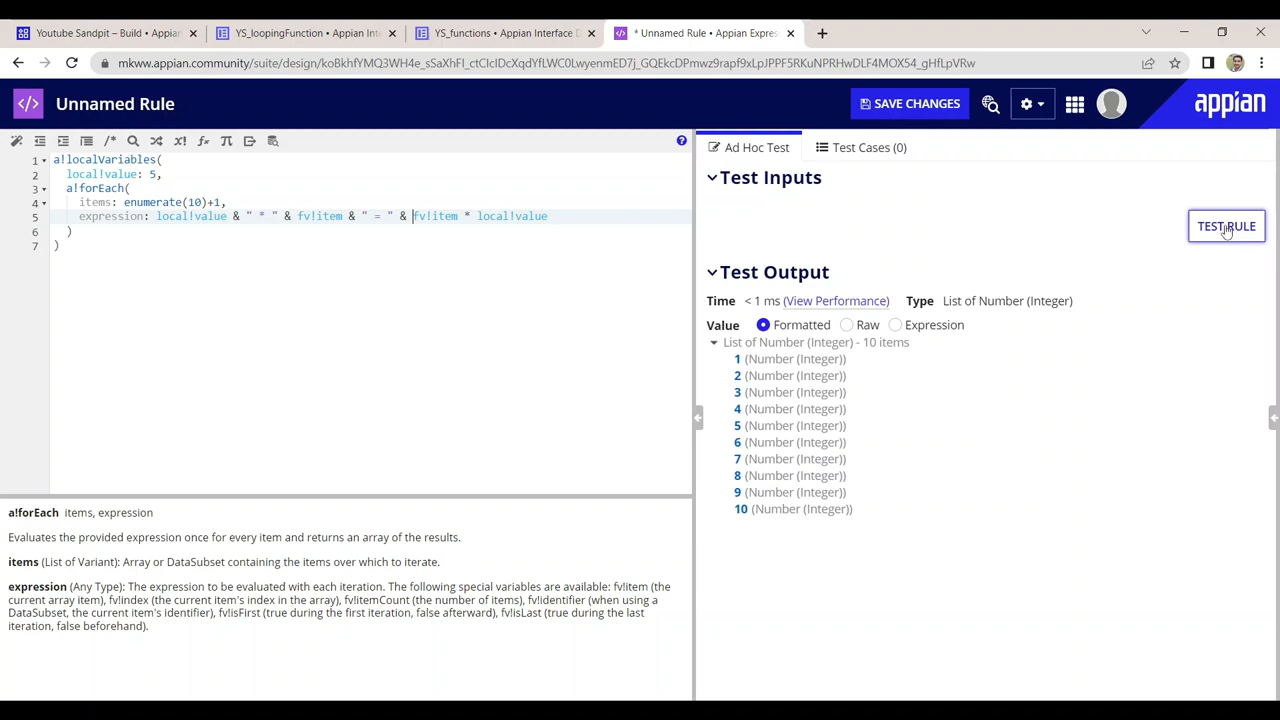 Youtube Sandpit – Build • Appian
YS_loopingFunction • Appian Inte
YS_functions • Appian Interface D
* Unnamed Rule • Appian Expres
Unnamed Rule
SAVE CHANGES
appian
Ad Hoc Test
Test Cases (0)
1 a!localVariables(
2 local!value: 5,
3 a!forEach(
4 items: enumerate(10)+1,
5 expression: local!value & " * " & fv!item & " = " & fv!item * local!value
6 )
7 )
Test Inputs
TEST RULE
Test Output
Time < 1 ms (View Performance) Type List of Number (Integer)
Value Formatted Raw Expression
List of Number (Integer) - 10 items
1 (Number (Integer))
2 (Number (Integer))
3 (Number (Integer))
4 (Number (Integer))
5 (Number (Integer))
6 (Number (Integer))
7 (Number (Integer))
8 (Number (Integer))
9 (Number (Integer))
10 (Number (Integer))
a!forEach items, expression
Evaluates the provided expression once for every item and returns an array of the results.
items (List of Variant): Array or DataSubset containing the items over which to iterate.
expression (Any Type): The expression to be evaluated with each iteration. The following special variables are available: fv!item (the
current array item), fv!index (the current item's index in the array), fv!itemCount (the number of items), fv!identifier (when using a
DataSubset, the current item's identifier), fv!isFirst (true during the first iteration, false afterward), fv!isLast (true during the last
iteration, false beforehand).